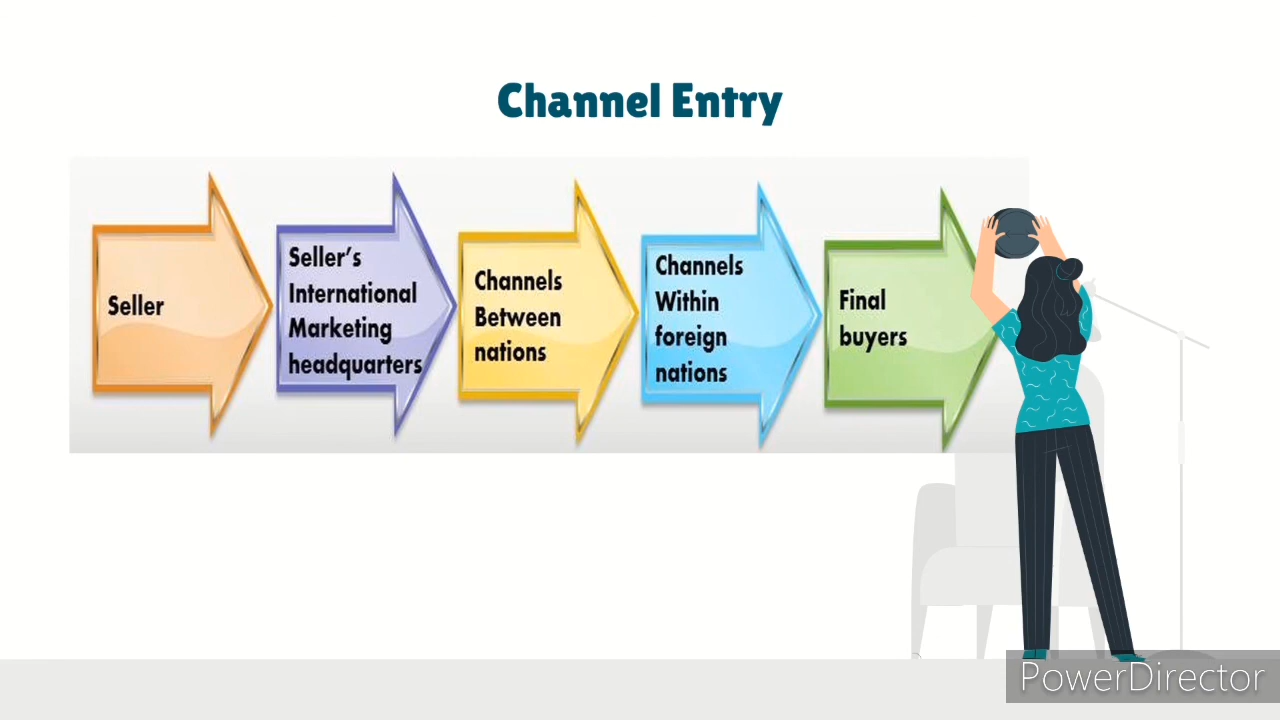 Channel Entry
Seller
Seller's
International
Marketing
headquarters
Channels
Between
nations
Channels
Within
foreign
nations
Final
buyers
PowerDirector